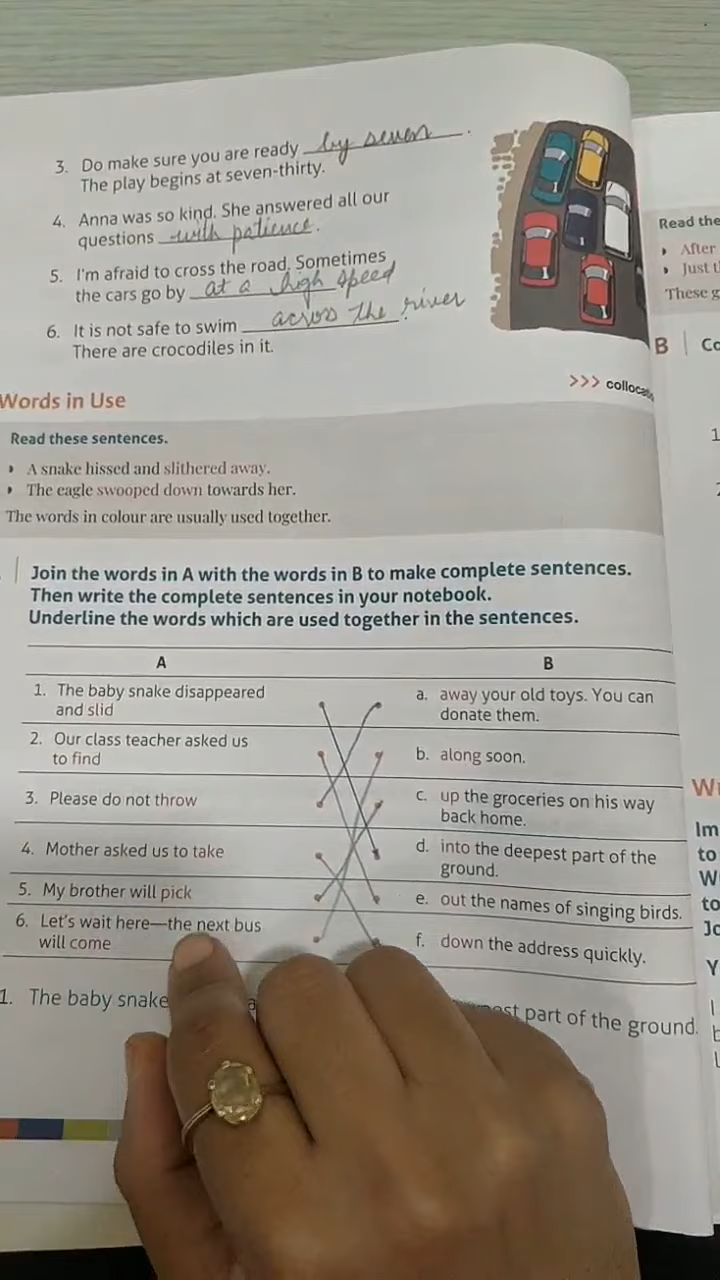 3. Do make sure you are ready by seven.
The play begins at seven-thirty.
4. Anna was so kind. She answered all our
questions with patience.
5. I'm afraid to cross the road. Sometimes
the cars go by at a high speed
6. It is not safe to swim across the river.
There are crocodiles in it.
>>> colloca
Words in Use
Read these sentences.
A snake hissed and slithered away.
The eagle swooped down towards her.
The words in colour are usually used together.
Join the words in A with the words in B to make complete sentences.
Then write the complete sentences in your notebook.
Underline the words which are used together in the sentences.
A B
1. The baby snake disappeared
and slid
a. away your old toys. You can
donate them.
2. Our class teacher asked us
to find
b. along soon.
3. Please do not throw
c. up the groceries on his way
back home.
4. Mother asked us to take
d. into the deepest part of the
ground.
5. My brother will pick
e. out the names of singing birds.
6. Let's wait here—the next bus
will come
f. down the address quickly.
1. The baby snake part of the ground.
Read the
After
Just t
These g
B Co
1
Im
to
W
to
Jo
Y